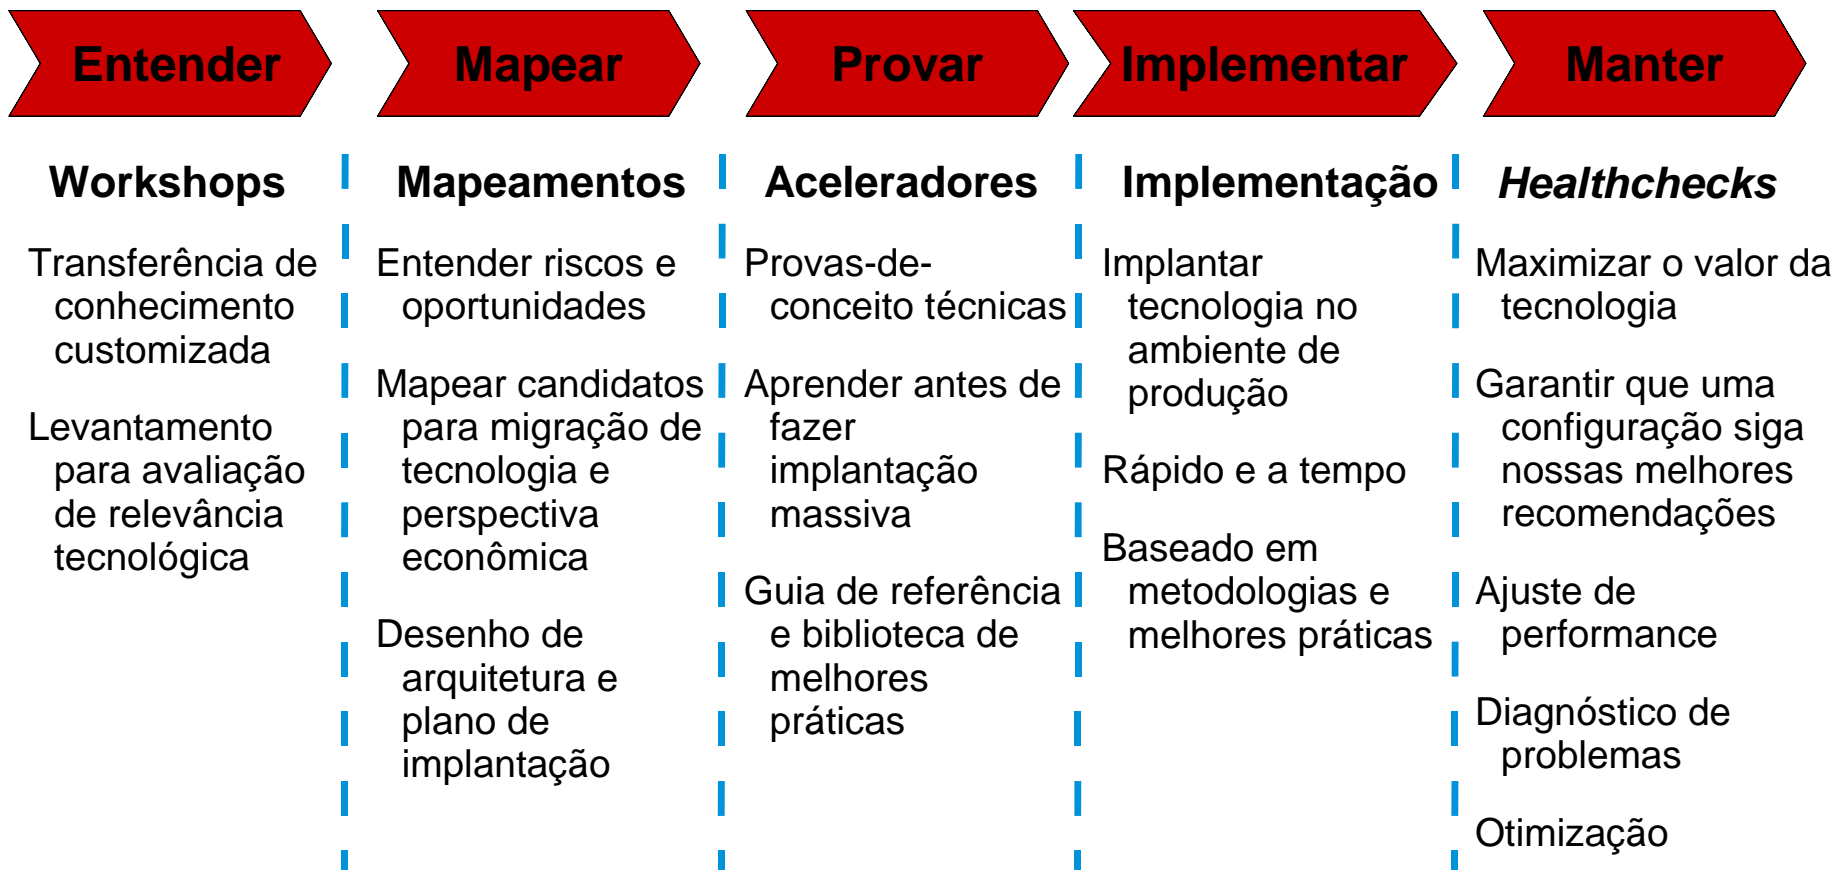 Entender
Mapear
Provar
Implementar
Manter
Workshops
Transferência de
conhecimento
customizada
Levantamento
para avaliação
de relevância
tecnológica
Mapeamentos
Entender riscos e
oportunidades
Mapear candidatos
para migração de
tecnologia e
perspectiva
econômica
Desenho de
arquitetura e
plano de
implantação
Aceleradores
Provas-de-
conceito técnicas
Aprender antes de
fazer
implantação
massiva
Guia de referência
e biblioteca de
melhores
práticas
Implementação
Implantar
tecnologia no
ambiente de
produção
Rápido e a tempo
Baseado em
metodologias e
melhores práticas
Healthchecks
Maximizar o valor da
tecnologia
Garantir que uma
configuração siga
nossas melhores
recomendações
Ajuste de
performance
Diagnóstico de
problemas
Otimização